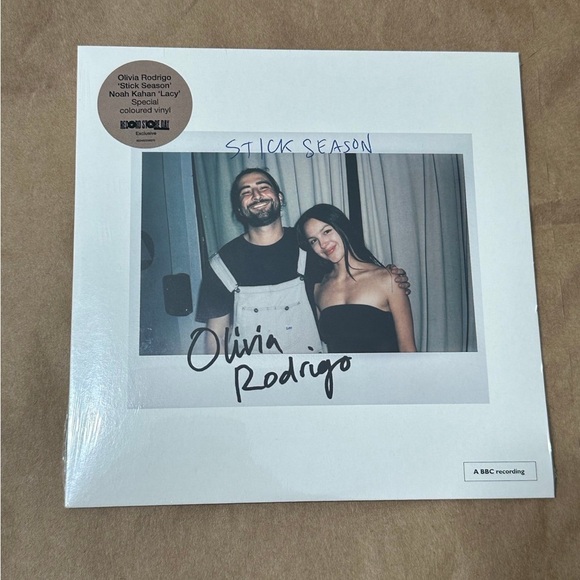 Olivia Rodrigo
'Stick Season'
Noah Kahan 'Lacy'
Special
coloured vinyl
RECORD STORE DAY
Exclusive
STICK SEASON
Olivia
Rodrigo
A BBC recording